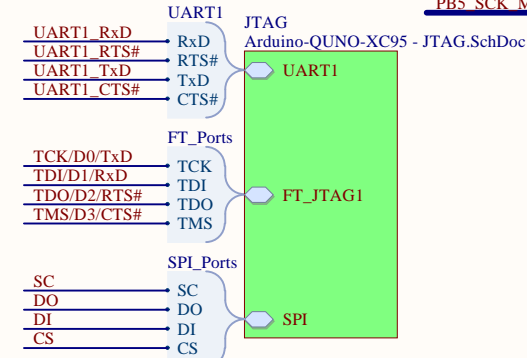 PB5_SCK_M
UART1
JTAG
Arduino-QUNO-XC95 - JTAG.SchDoc
UART1_RxD
UART1_RTS#
UART1_TxD
UART1_CTS#
RxD
RTS#
TxD
CTS#
UART1
FT_Ports
TCK/D0/TxD
TDI/D1/RxD
TDO/D2/RTS#
TMS/D3/CTS#
TCK
TDI
TDO
TMS
FT_JTAG1
SPI_Ports
SC
DO
DI
CS
SC
DO
DI
CS
SPI